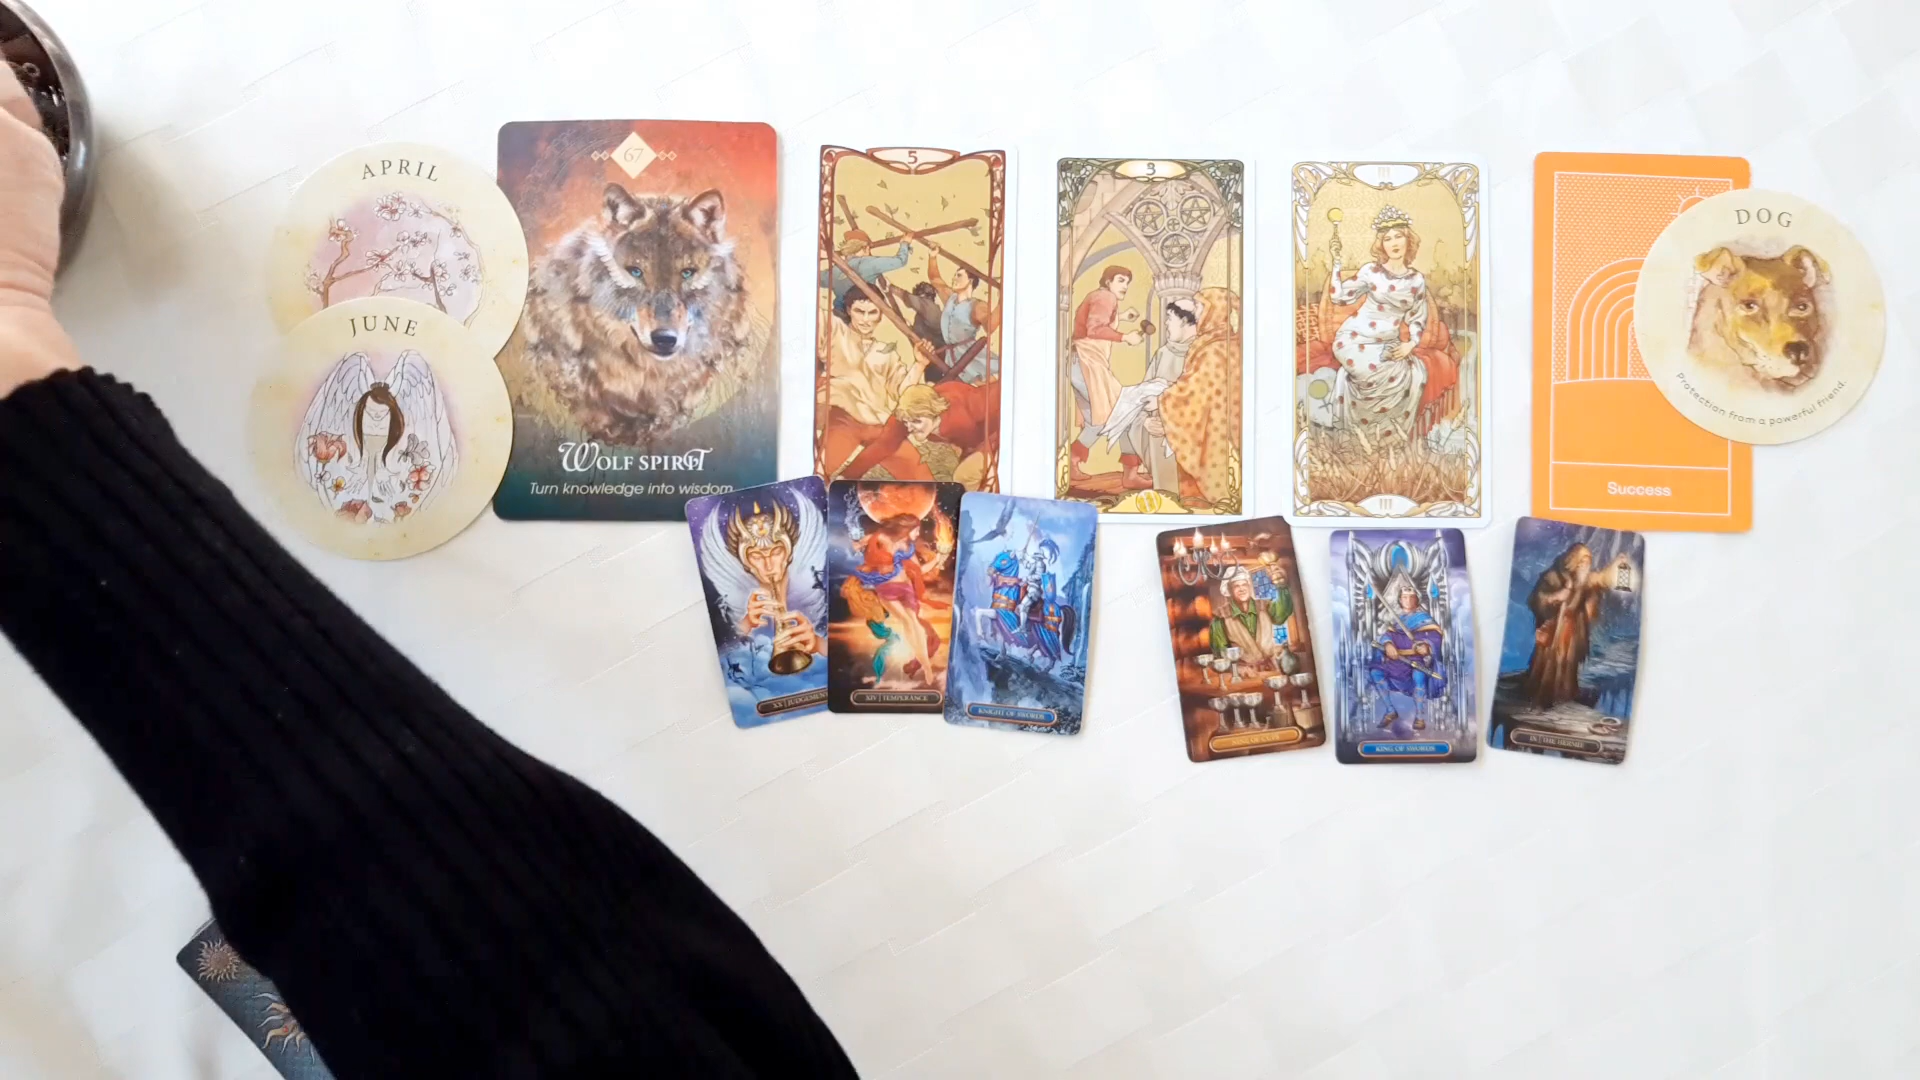 APRIL
JUNE
67
WOLF SPIRIT
Turn knowledge into wisdom
5
3
III
III
Success
DOG
Protection from a powerful friend.
XX | JUDGEMENT
XIV | TEMPERANCE
KNIGHT OF SWORDS
KING OF SWORDS
IX | THE HERMIT